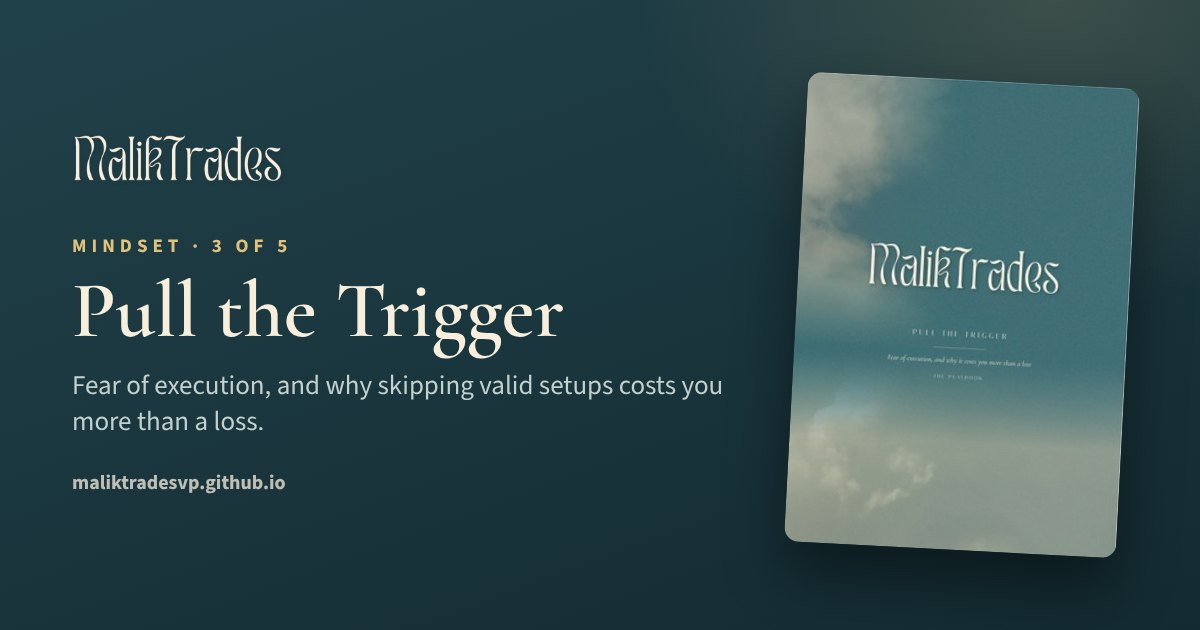 MalikTrades
MINDSET · 3 OF 5
Pull the Trigger
Fear of execution, and why skipping valid setups costs you
more than a loss.
maliktradesvp.github.io
MalikTrades
PULL THE TRIGGER
Fear of execution, and why it costs you more than a loss
THE PLAYBOOK